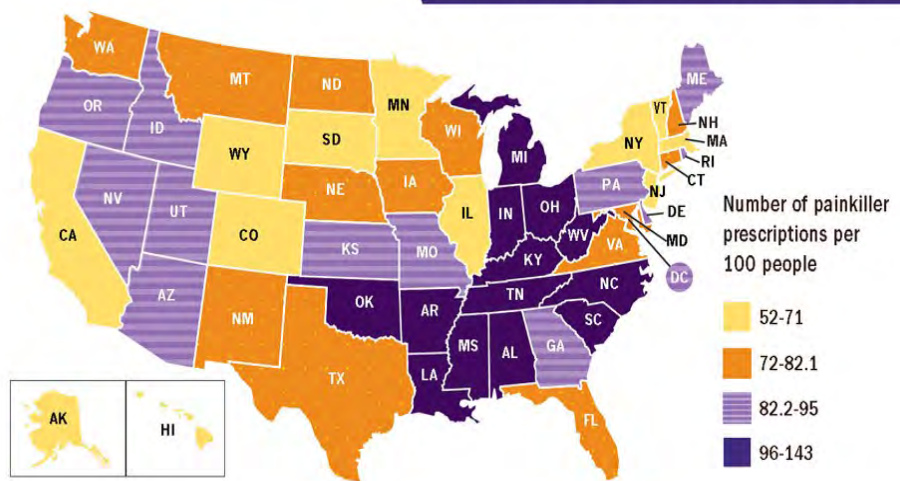 WA
MT
ND
MN
OR
ID
WY
SD
WI
MI
ME
VT
NH
NY
MA
RI
CT
NV
UT
CO
NE
IA
IL
IN
OH
PA
NJ
DE
MD
DC
CA
AZ
NM
KS
MO
KY
WV
VA
OK
AR
TN
NC
SC
TX
LA
MS
AL
GA
FL
AK
HI
Number of painkiller
prescriptions per
100 people
52-71
72-82.1
82.2-95
96-143